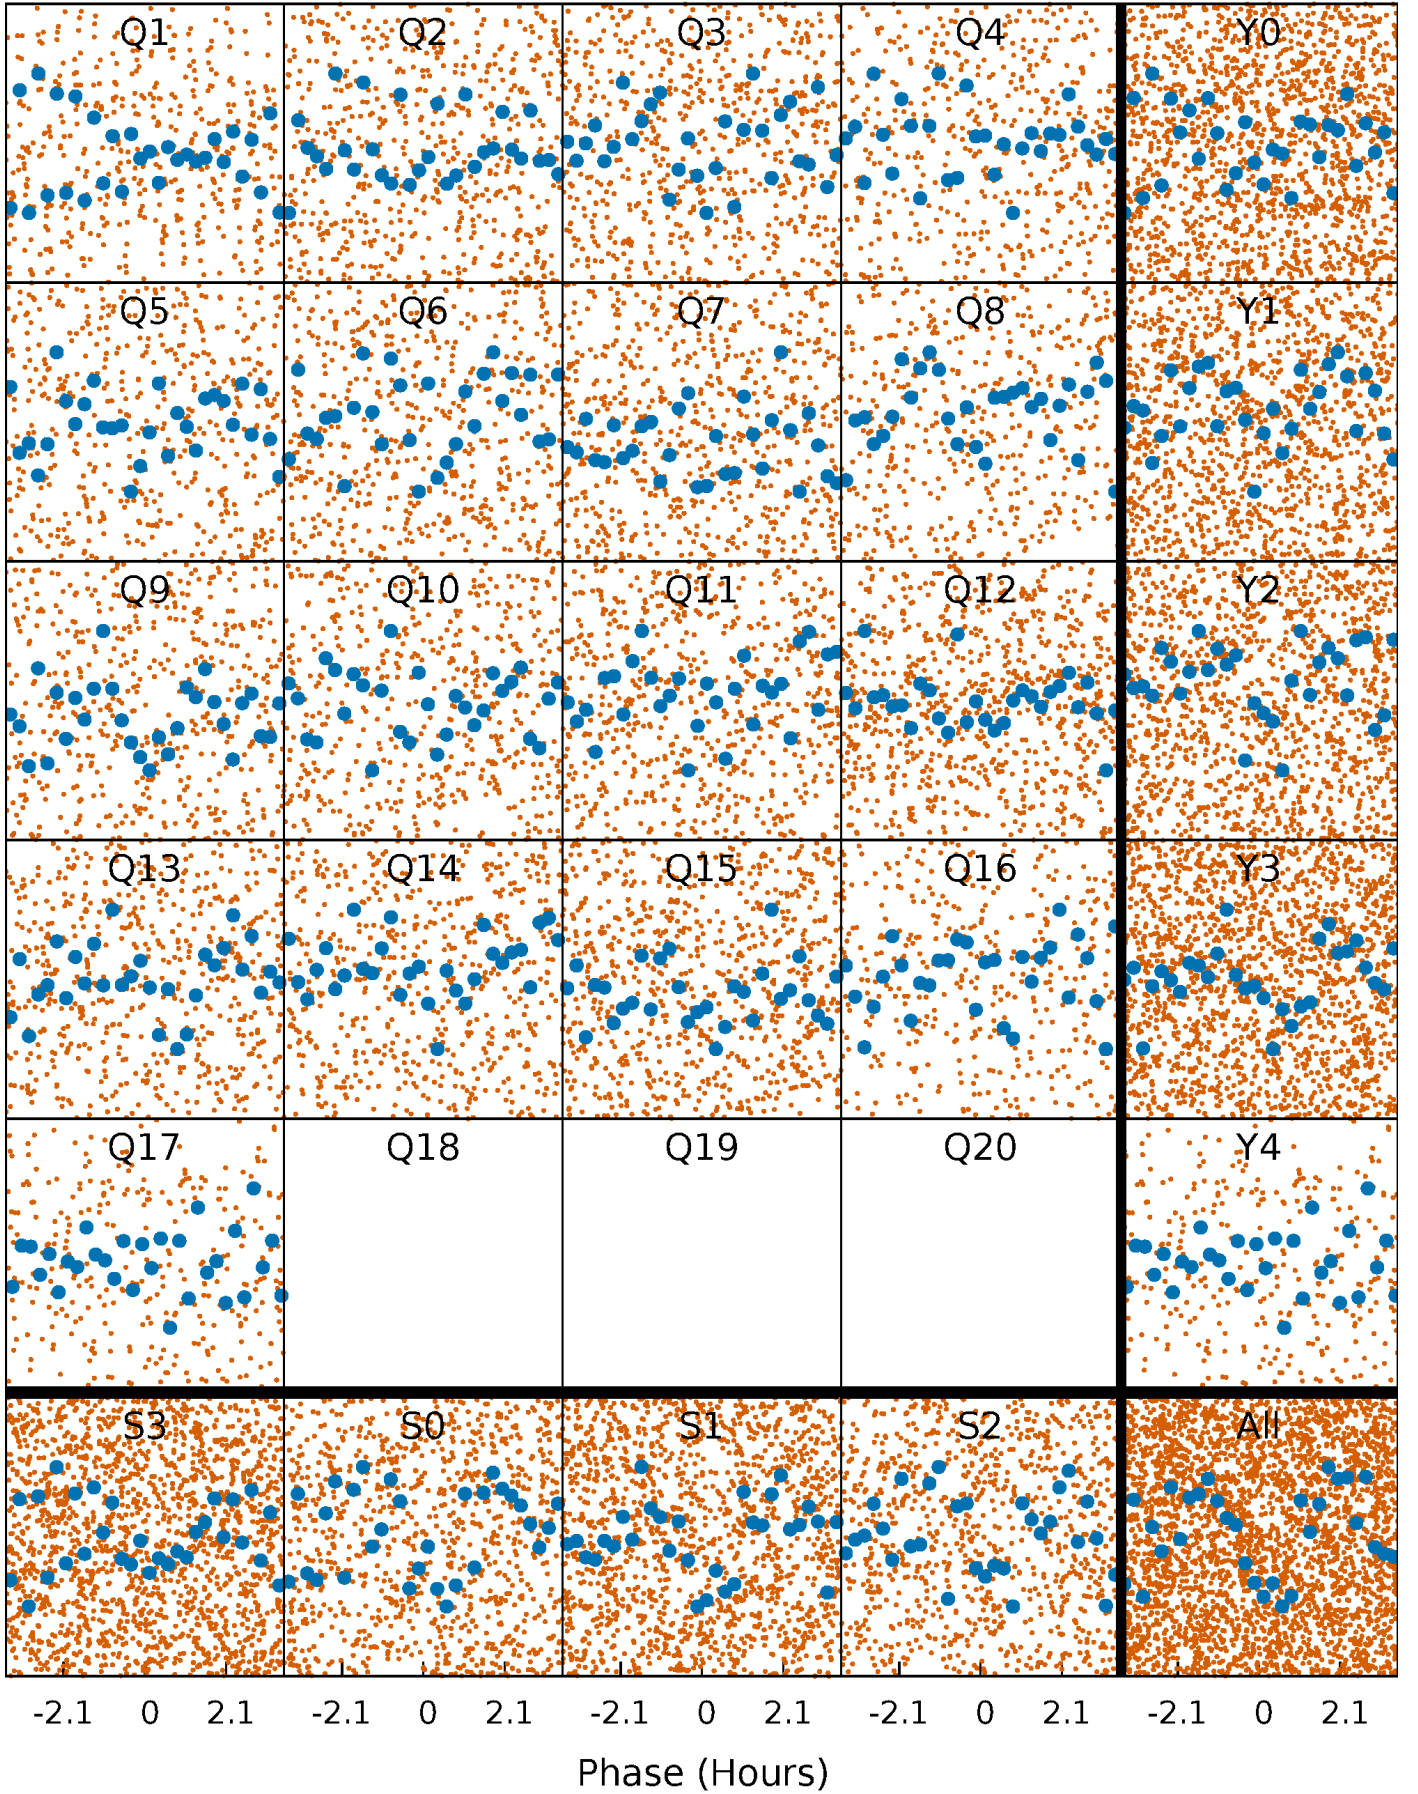 Q1 Q2 Q3 Q4 Y0
Q5 Q6 Q7 Q8 Y1
Q9 Q10 Q11 Q12 Y2
Q13 Q14 Q15 Q16 Y3
Q17 Q18 Q19 Q20 Y4
S3 S0 S1 S2 All
-2.1 0 2.1 -2.1 0 2.1 -2.1 0 2.1 -2.1 0 2.1 -2.1 0 2.1
Phase (Hours)